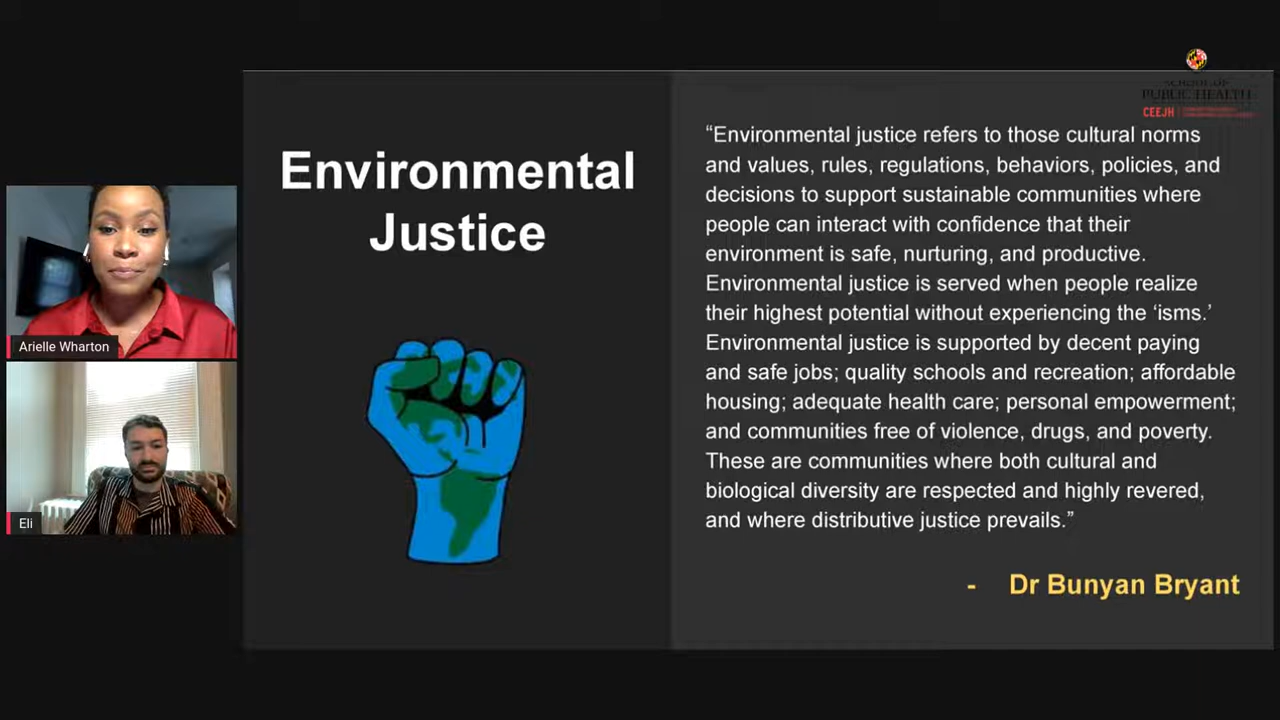 SCHOOL OF
PUBLIC HEALTH
CEEJH
Environmental
Justice
“Environmental justice refers to those cultural norms
and values, rules, regulations, behaviors, policies, and
decisions to support sustainable communities where
people can interact with confidence that their
environment is safe, nurturing, and productive.
Environmental justice is served when people realize
their highest potential without experiencing the ‘isms.’
Environmental justice is supported by decent paying
and safe jobs; quality schools and recreation; affordable
housing; adequate health care; personal empowerment;
and communities free of violence, drugs, and poverty.
These are communities where both cultural and
biological diversity are respected and highly revered,
and where distributive justice prevails.”
- Dr Bunyan Bryant
Arielle Wharton
Eli